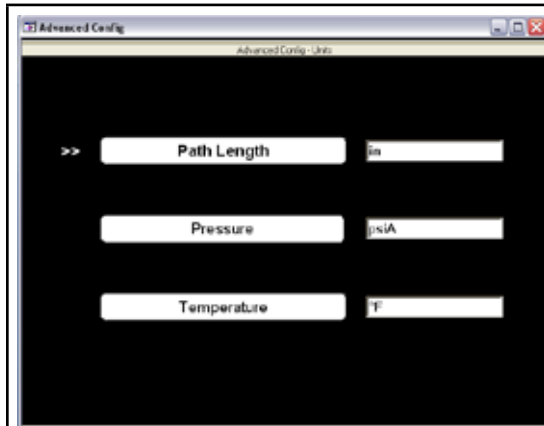 Advanced Config
Advanced Config - Units
>> Path Length in
Pressure psiA
Temperature °F